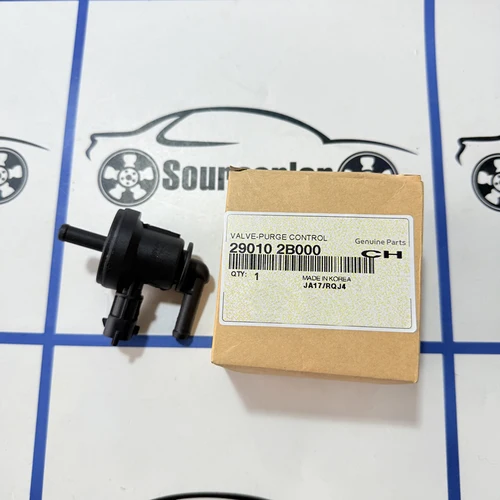 VALVE-PURGE CONTROL
29010 2B000
Genuine Parts
CH
QTY: 1
MADE IN KOREA
JA17/RQJ4